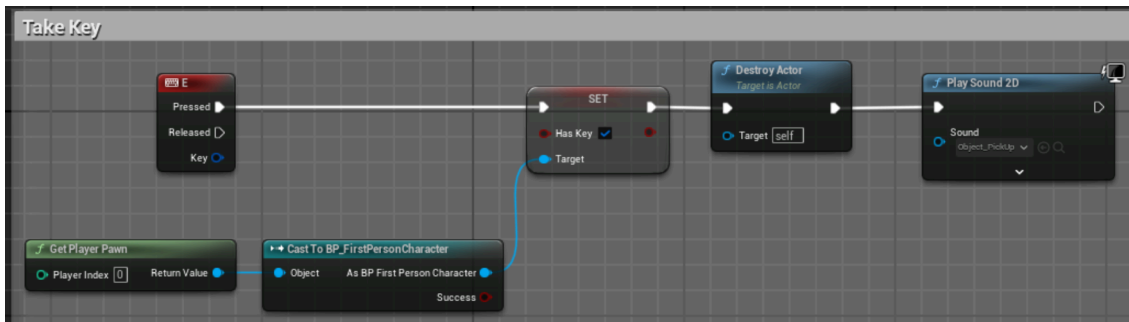 Take Key
E
Pressed
Released
Key
SET
Has Key
Target
Destroy Actor
Target is Actor
Target self
Play Sound 2D
Sound
Object_PickUp
Get Player Pawn
Player Index 0 Return Value
Cast To BP_FirstPersonCharacter
Object As BP First Person Character
Success